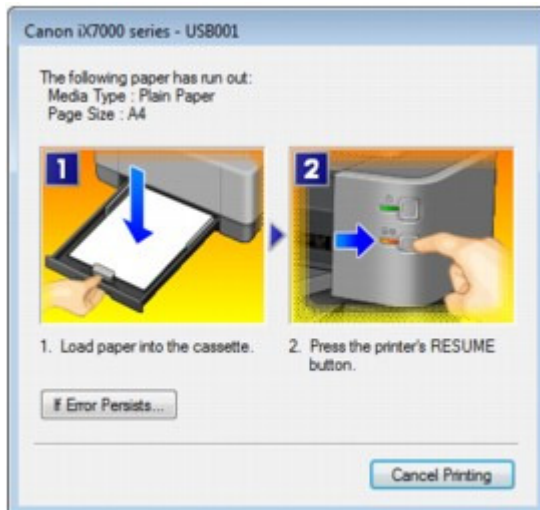 Canon iX7000 series - USB001
The following paper has run out:
Media Type : Plain Paper
Page Size : A4
1
2
1. Load paper into the cassette.
2. Press the printer's RESUME
button.
If Error Persists...
Cancel Printing